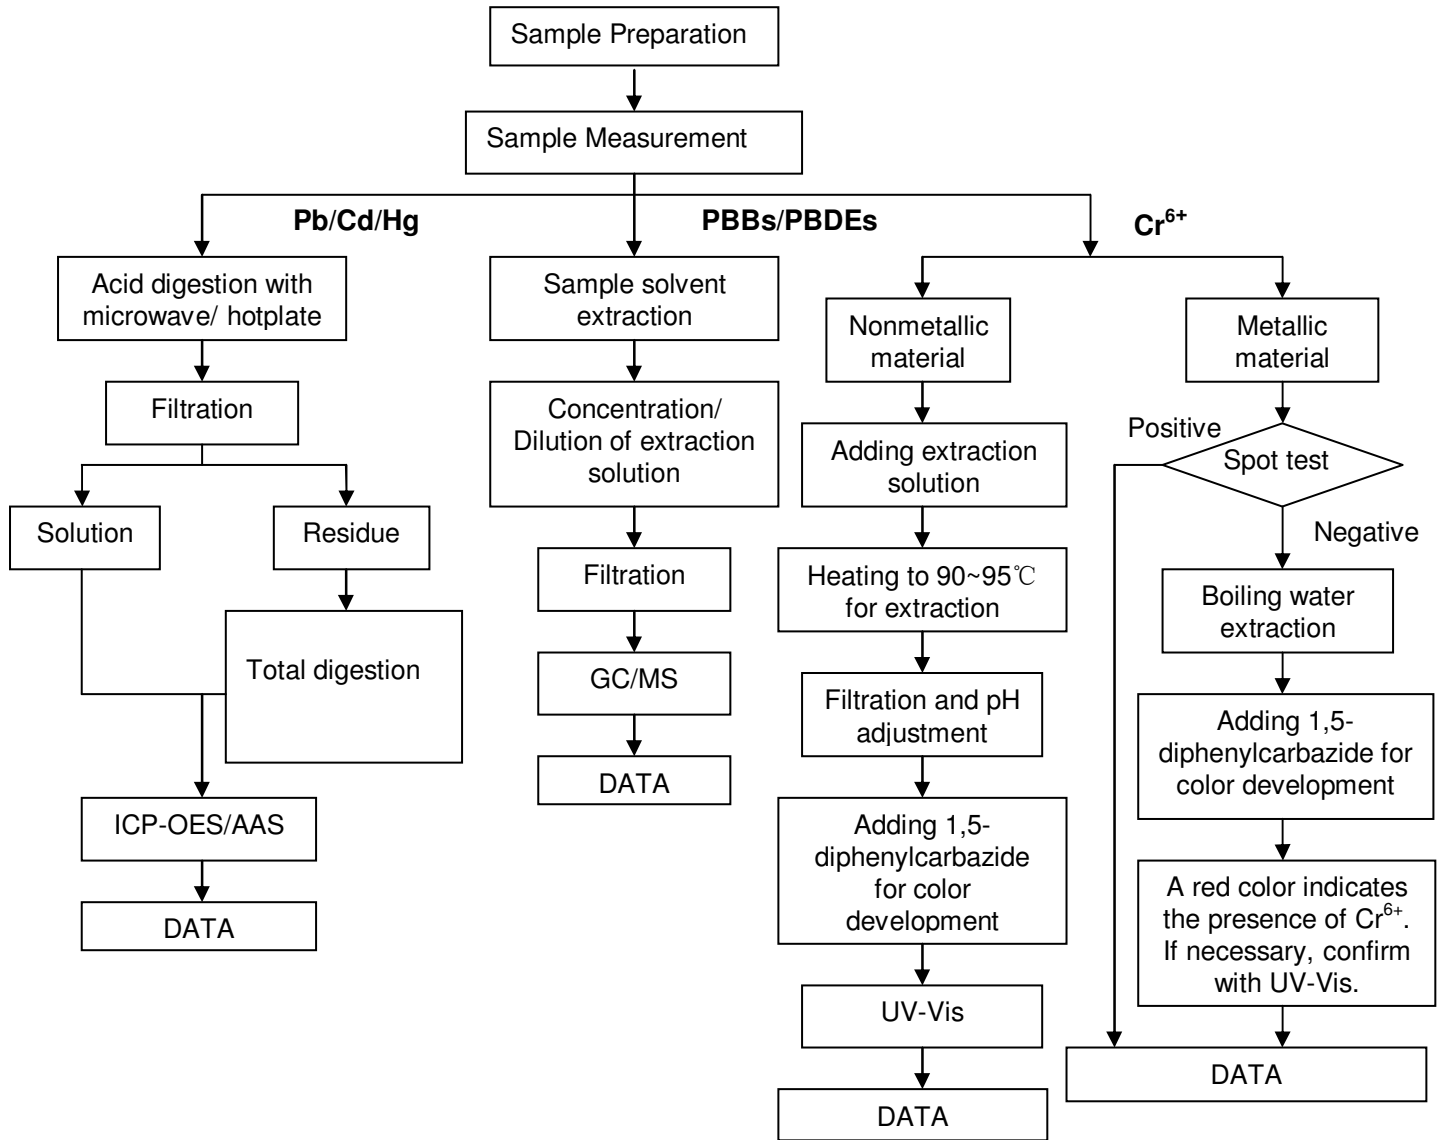 Sample Preparation
Sample Measurement
Pb/Cd/Hg
PBBs/PBDEs
Cr⁶⁺
Acid digestion with
microwave/ hotplate
Filtration
Solution
Residue
Total digestion
ICP-OES/AAS
DATA
Sample solvent
extraction
Concentration/
Dilution of extraction
solution
Filtration
GC/MS
DATA
Nonmetallic
material
Adding extraction
solution
Heating to 90~95℃
for extraction
Filtration and pH
adjustment
Adding 1,5-
diphenylcarbazide
for color
development
UV-Vis
DATA
Metallic
material
Positive
Spot test
Negative
Boiling water
extraction
Adding 1,5-
diphenylcarbazide for
color development
A red color indicates
the presence of Cr⁶⁺.
If necessary, confirm
with UV-Vis.
DATA